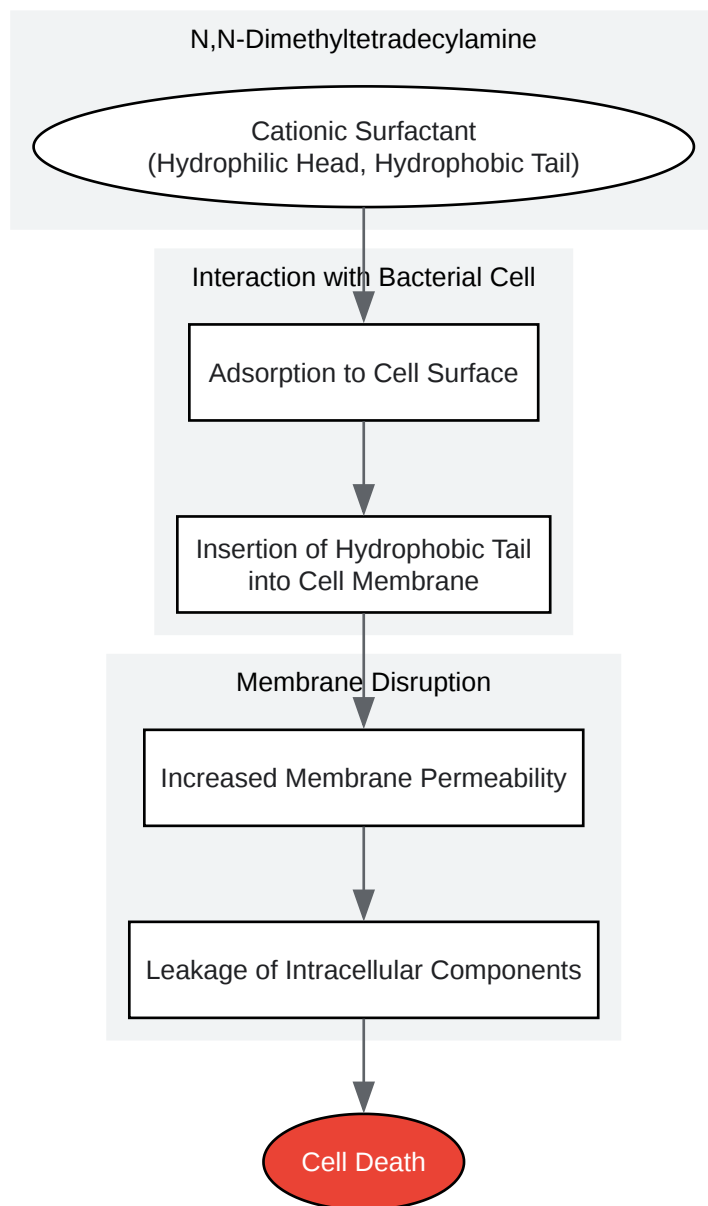 N,N-Dimethyltetradecylamine
Cationic Surfactant
(Hydrophilic Head, Hydrophobic Tail)
Interaction with Bacterial Cell
Adsorption to Cell Surface
Insertion of Hydrophobic Tail
into Cell Membrane
Membrane Disruption
Increased Membrane Permeability
Leakage of Intracellular Components
Cell Death